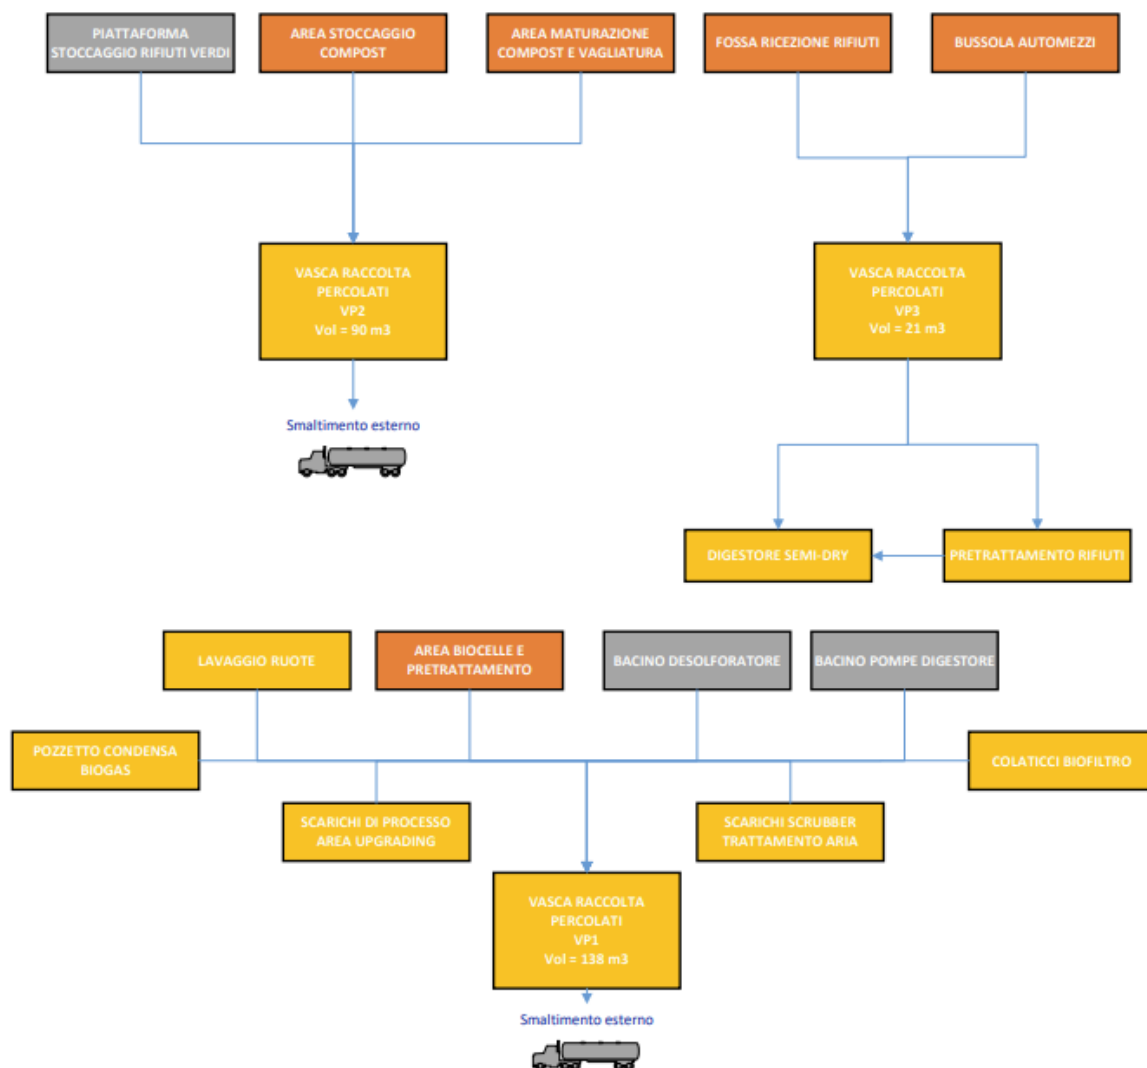 PIATTAFORMA
STOCCAGGIO RIFIUTI VERDI
AREA STOCCAGGIO
COMPOST
AREA MATURAZIONE
COMPOST E VAGLIATURA
FOSSA RICEZIONE RIFIUTI
BUSSOLA AUTOMEZZI
VASCA RACCOLTA
PERCOLATI
VP2
Vol = 90 m3
VASCA RACCOLTA
PERCOLATI
VP3
Vol = 21 m3
Smaltimento esterno
DIGESTORE SEMI-DRY
PRETRATTAMENTO RIFIUTI
LAVAGGIO RUOTE
AREA BIOCELLE E
PRETRATTAMENTO
BACINO DESOLFORATORE
BACINO POMPE DIGESTORE
POZZETTO CONDENSA
BIOGAS
COLATICCI BIOFILTRO
SCARICHI DI PROCESSO
AREA UPGRADING
SCARICHI SCRUBBER
TRATTAMENTO ARIA
VASCA RACCOLTA
PERCOLATI
VP1
Vol = 138 m3
Smaltimento esterno